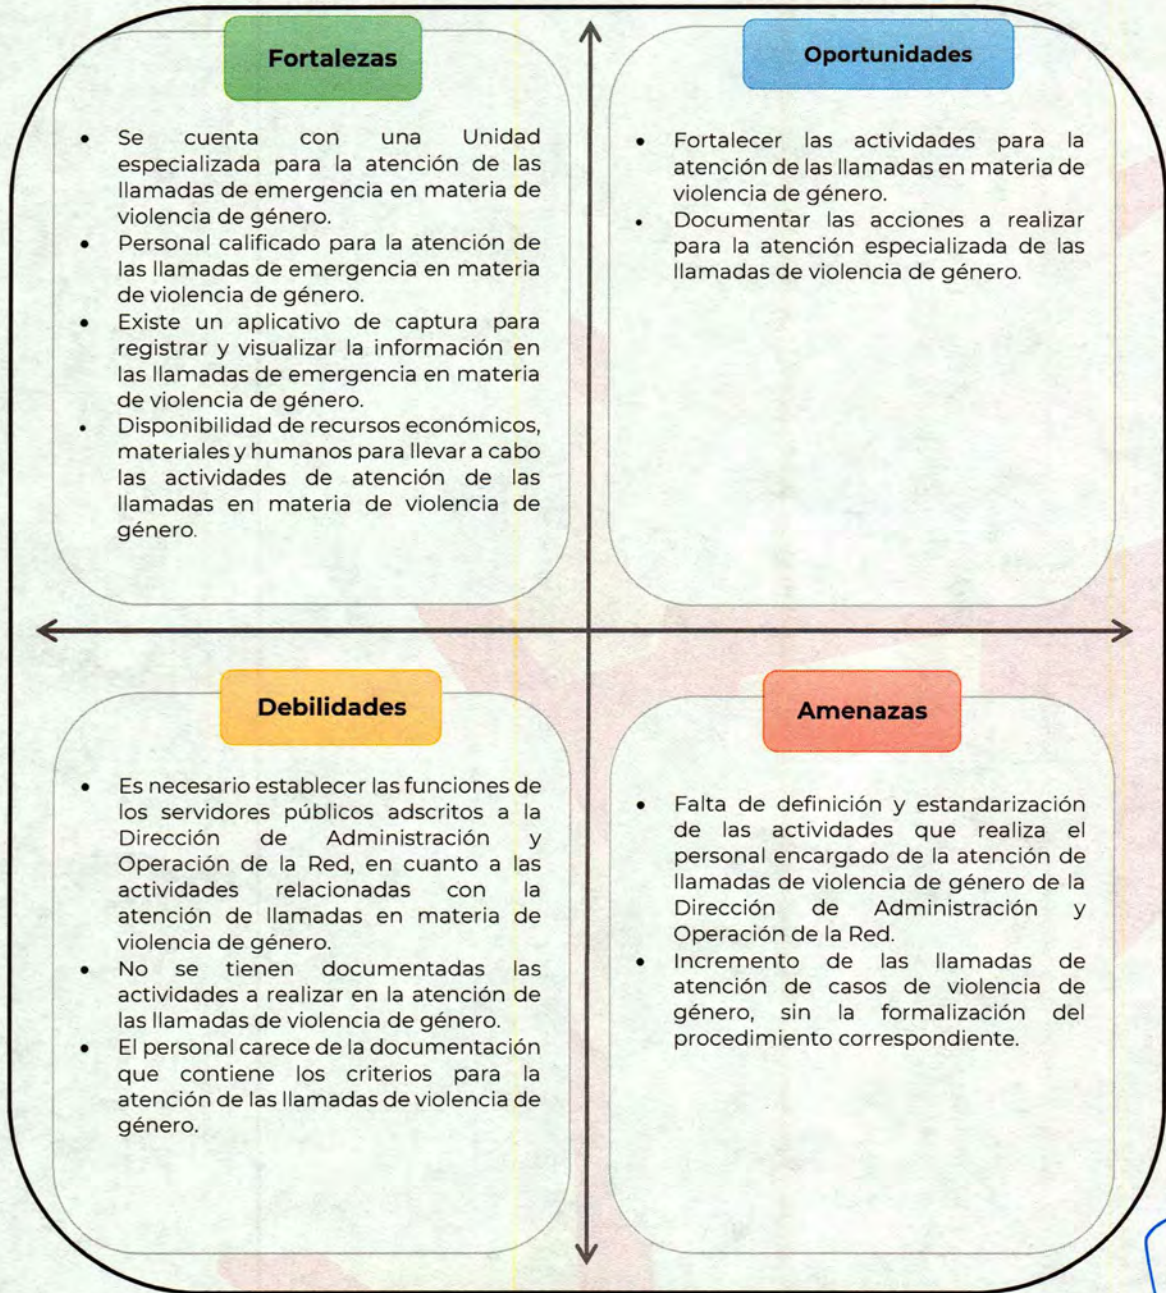 Fortalezas
• Se cuenta con una Unidad
especializada para la atención de las
llamadas de emergencia en materia de
violencia de género.
• Personal calificado para la atención de
las llamadas de emergencia en materia
de violencia de género.
• Existe un aplicativo de captura para
registrar y visualizar la información en
las llamadas de emergencia en materia
de violencia de género.
• Disponibilidad de recursos económicos,
materiales y humanos para llevar a cabo
las actividades de atención de las
llamadas en materia de violencia de
género.
Oportunidades
• Fortalecer las actividades para la
atención de las llamadas en materia de
violencia de género.
• Documentar las acciones a realizar
para la atención especializada de las
llamadas de violencia de género.
Debilidades
• Es necesario establecer las funciones de
los servidores públicos adscritos a la
Dirección de Administración y
Operación de la Red, en cuanto a las
actividades relacionadas con la
atención de llamadas en materia de
violencia de género.
• No se tienen documentadas las
actividades a realizar en la atención de
las llamadas de violencia de género.
• El personal carece de la documentación
que contiene los criterios para la
atención de las llamadas de violencia de
género.
Amenazas
• Falta de definición y estandarización
de las actividades que realiza el
personal encargado de la atención de
llamadas de violencia de género de la
Dirección de Administración y
Operación de la Red.
• Incremento de las llamadas de
atención de casos de violencia de
género, sin la formalización del
procedimiento correspondiente.